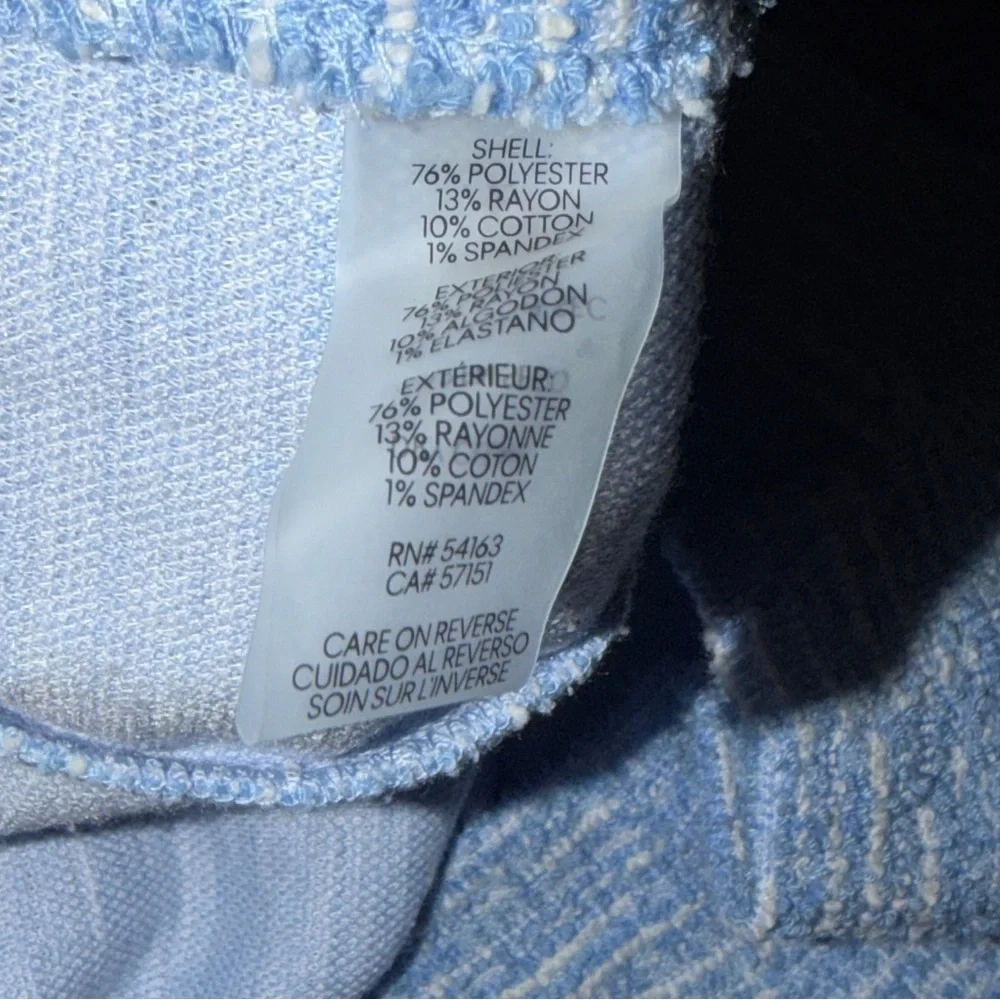 SHELL:
76% POLYESTER
13% RAYON
10% COTTON
1% SPANDEX
EXTERIOR:
76% POLIÉSTER
13% RAYON
10% ALGODON
1% ELASTANO
EXTÉRIEUR:
76% POLYESTER
13% RAYONNE
10% COTON
1% SPANDEX
RN# 54163
CA# 57151
CARE ON REVERSE
CUIDADO AL REVERSO
SOIN SUR L'INVERSE